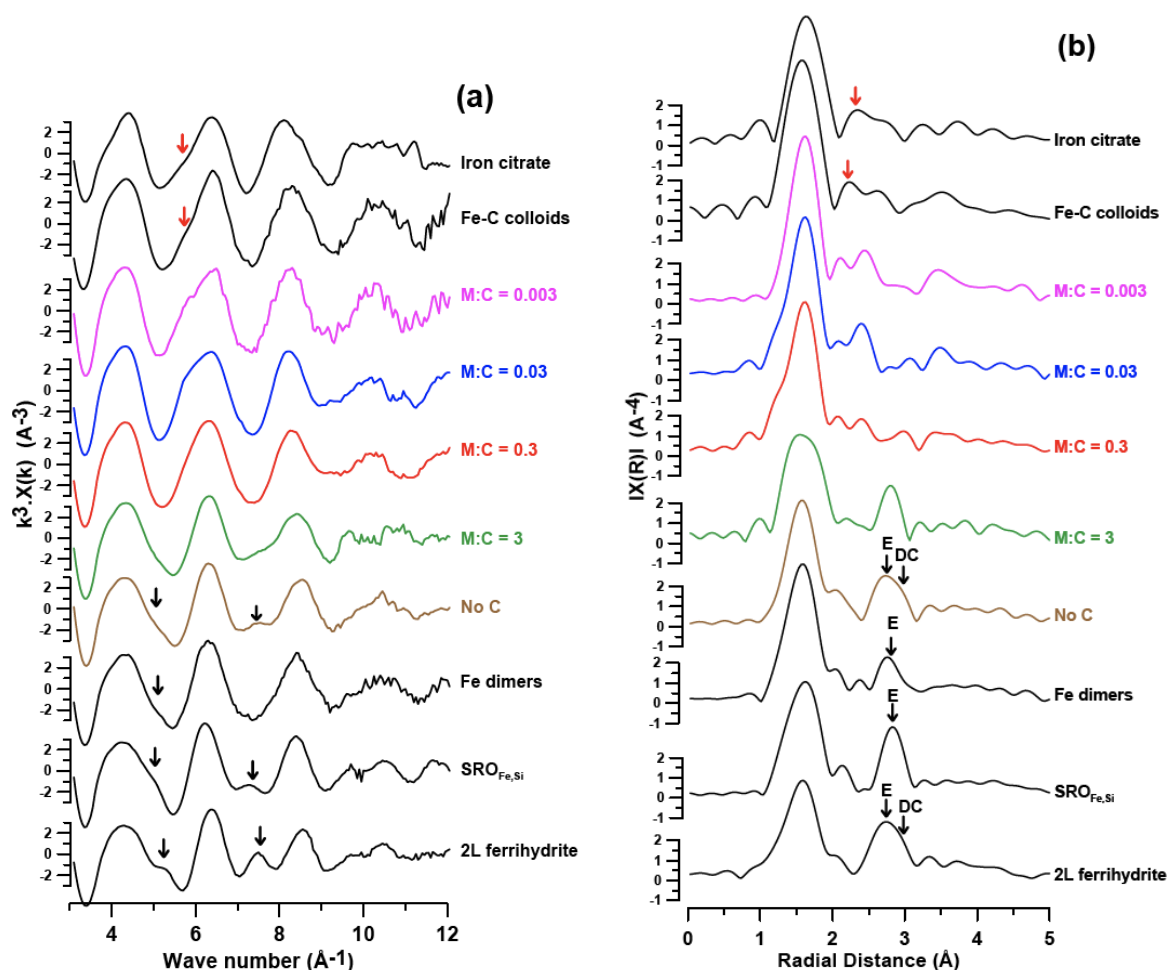 (a)
2
0
-2
Iron citrate
2
0
-2
Fe-C colloids
2
0
-2
M:C = 0.003
2
0
-2
M:C = 0.03
2
0
-2
M:C = 0.3
2
0
-2
M:C = 3
2
0
-2
No C
2
0
-2
Fe dimers
2
0
-2
SROFe,Si
2
0
-2
2L ferrihydrite
k³.X(k) (A⁻³)
4 6 8 10 12
Wave number (Å⁻¹)
(b)
2
1
0
-1
Iron citrate
2
1
0
-1
Fe-C colloids
2
1
0
-1
M:C = 0.003
2
1
0
-1
M:C = 0.03
2
1
0
-1
M:C = 0.3
2
1
0
-1
M:C = 3
E
DC
2
1
0
-1
No C
E
2
1
0
-1
Fe dimers
E
2
1
0
-1
SROFe,Si
E
DC
2
1
0
-1
2L ferrihydrite
IX(R)I (A⁻⁴)
0 1 2 3 4 5
Radial Distance (Å)